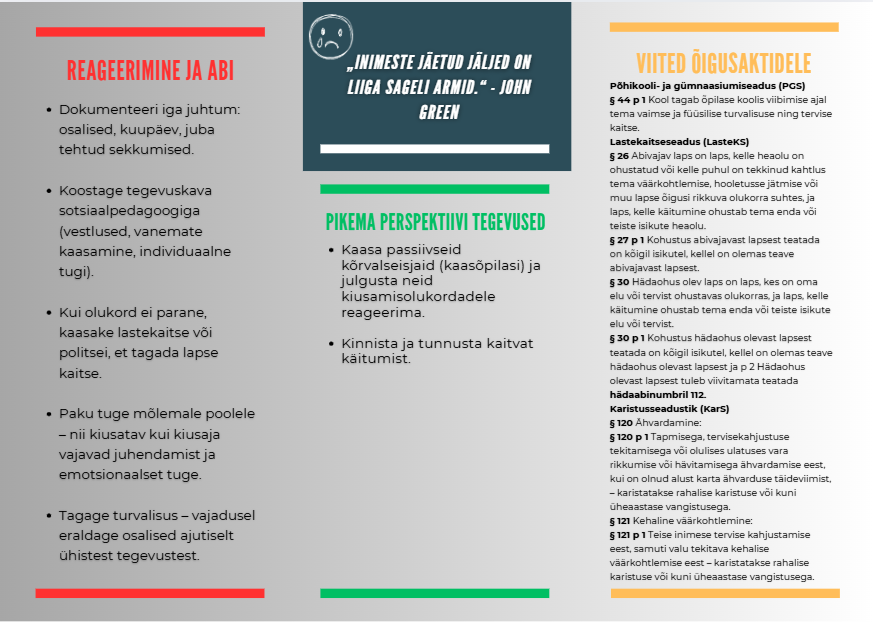 REAGEERIMINE JA ABI
• Dokumenteeri iga juhtum:
osalised, kuupäev, juba
tehtud sekkumised.
• Koostage tegevuskava
sotsiaalpedagoogiga
(vestlused, vanemate
kaasamine, individuaalne
tugi).
• Kui olukord ei parane,
kaasake lastekaitse või
politsei, et tagada lapse
kaitse.
• Paku tuge mõlemale poolele
– nii kiusatav kui kiusaja
vajavad juhendamist ja
emotsionaalset tuge.
• Tagage turvalisus – vajadusel
eraldage osalised ajutiselt
ühistest tegevustest.
„INIMESTE JÄETUD JÄLJED ON
LIIGA SAGELI ARMID.“ - JOHN
GREEN
PIKEMA PERSPEKTIIVI TEGEVUSED
• Kaasa passiivseid
kõrvalseisjaid (kaasõpilasi) ja
julgusta neid
kiusamisolukordadele
reageerima.
• Kinnista ja tunnusta kaitvat
käitumist.
VIITED ÕIGUSAKTIDELE
Põhikooli- ja gümnaasiumiseadus (PGS)
§ 44 p 1 Kool tagab õpilase koolis viibimise ajal
tema vaimse ja füüsilise turvalisuse ning tervise
kaitse.
Lastekaitseseadus (LasteKS)
§ 26 Abivajav laps on laps, kelle heaolu on
ohustatud või kelle puhul on tekkinud kahtlus
tema väärkohtlemise, hooletusse jätmise või
muu lapse õigusi rikkuva olukorra suhtes, ja
laps, kelle käitumine ohustab tema enda või
teiste isikute heaolu.
§ 27 p 1 Kohustus abivajavast lapsest teatada
on kõigil isikutel, kellel on olemas teave
abivajavast lapsest.
§ 30 Hädaohus olev laps on laps, kes on oma
elu või tervist ohustavas olukorras, ja laps, kelle
käitumine ohustab tema enda või teiste isikute
elu või tervist.
§ 30 p 1 Kohustus hädaohus olevast lapsest
teatada on kõigil isikutel, kellel on olemas teave
hädaohus olevast lapsest ja p 2 Hädaohus
olevast lapsest tuleb viivitamata teatada
hädaabinumbril 112.
Karistusseadustik (KarS)
§ 120 Ähvardamine:
§ 120 p 1 Tapmisega, tervisekahjustuse
tekitamisega või olulises ulatuses vara
rikkumise või hävitamisega ähvardamise eest,
kui on olnud alust karta ähvarduse täideviimist,
– karistatakse rahalise karistuse või kuni
üheaastase vangistusega.
§ 121 Kehaline väärkohtlemine:
§ 121 p 1 Teise inimese tervise kahjustamise
eest, samuti valu tekitava kehalise
väärkohtlemise eest – karistatakse rahalise
karistuse või kuni üheaastase vangistusega.